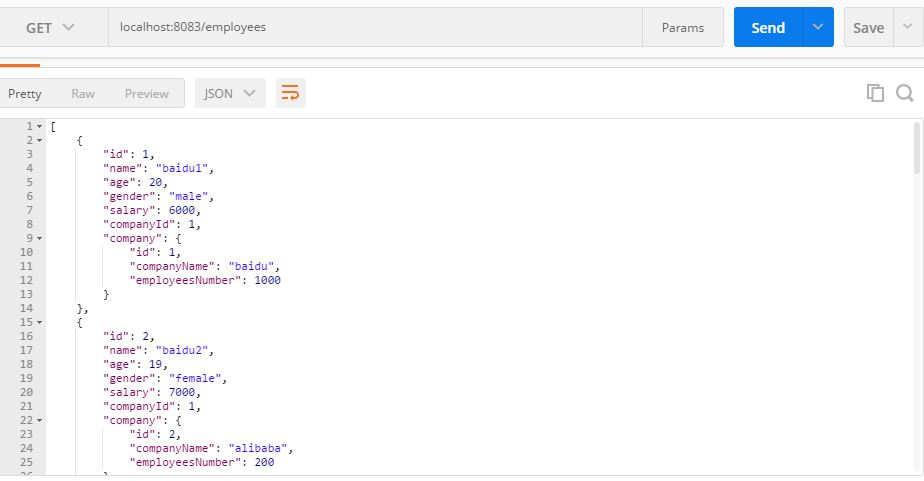 GET localhost:8083/employees Params Send Save
Pretty Raw Preview JSON
1 [
2 {
3 "id": 1,
4 "name": "baidu1",
5 "age": 20,
6 "gender": "male",
7 "salary": 6000,
8 "companyId": 1,
9 "company": {
10 "id": 1,
11 "companyName": "baidu",
12 "employeesNumber": 1000
13 }
14 },
15 {
16 "id": 2,
17 "name": "baidu2",
18 "age": 19,
19 "gender": "female",
20 "salary": 7000,
21 "companyId": 1,
22 "company": {
23 "id": 2,
24 "companyName": "alibaba",
25 "employeesNumber": 200